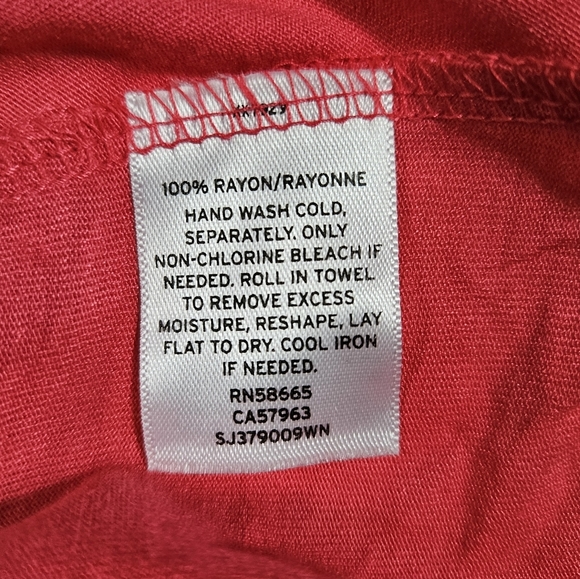 100% RAYON/RAYONNE
HAND WASH COLD,
SEPARATELY. ONLY
NON-CHLORINE BLEACH IF
NEEDED. ROLL IN TOWEL
TO REMOVE EXCESS
MOISTURE, RESHAPE, LAY
FLAT TO DRY. COOL IRON
IF NEEDED.
RN58665
CA57963
SJ379009WN